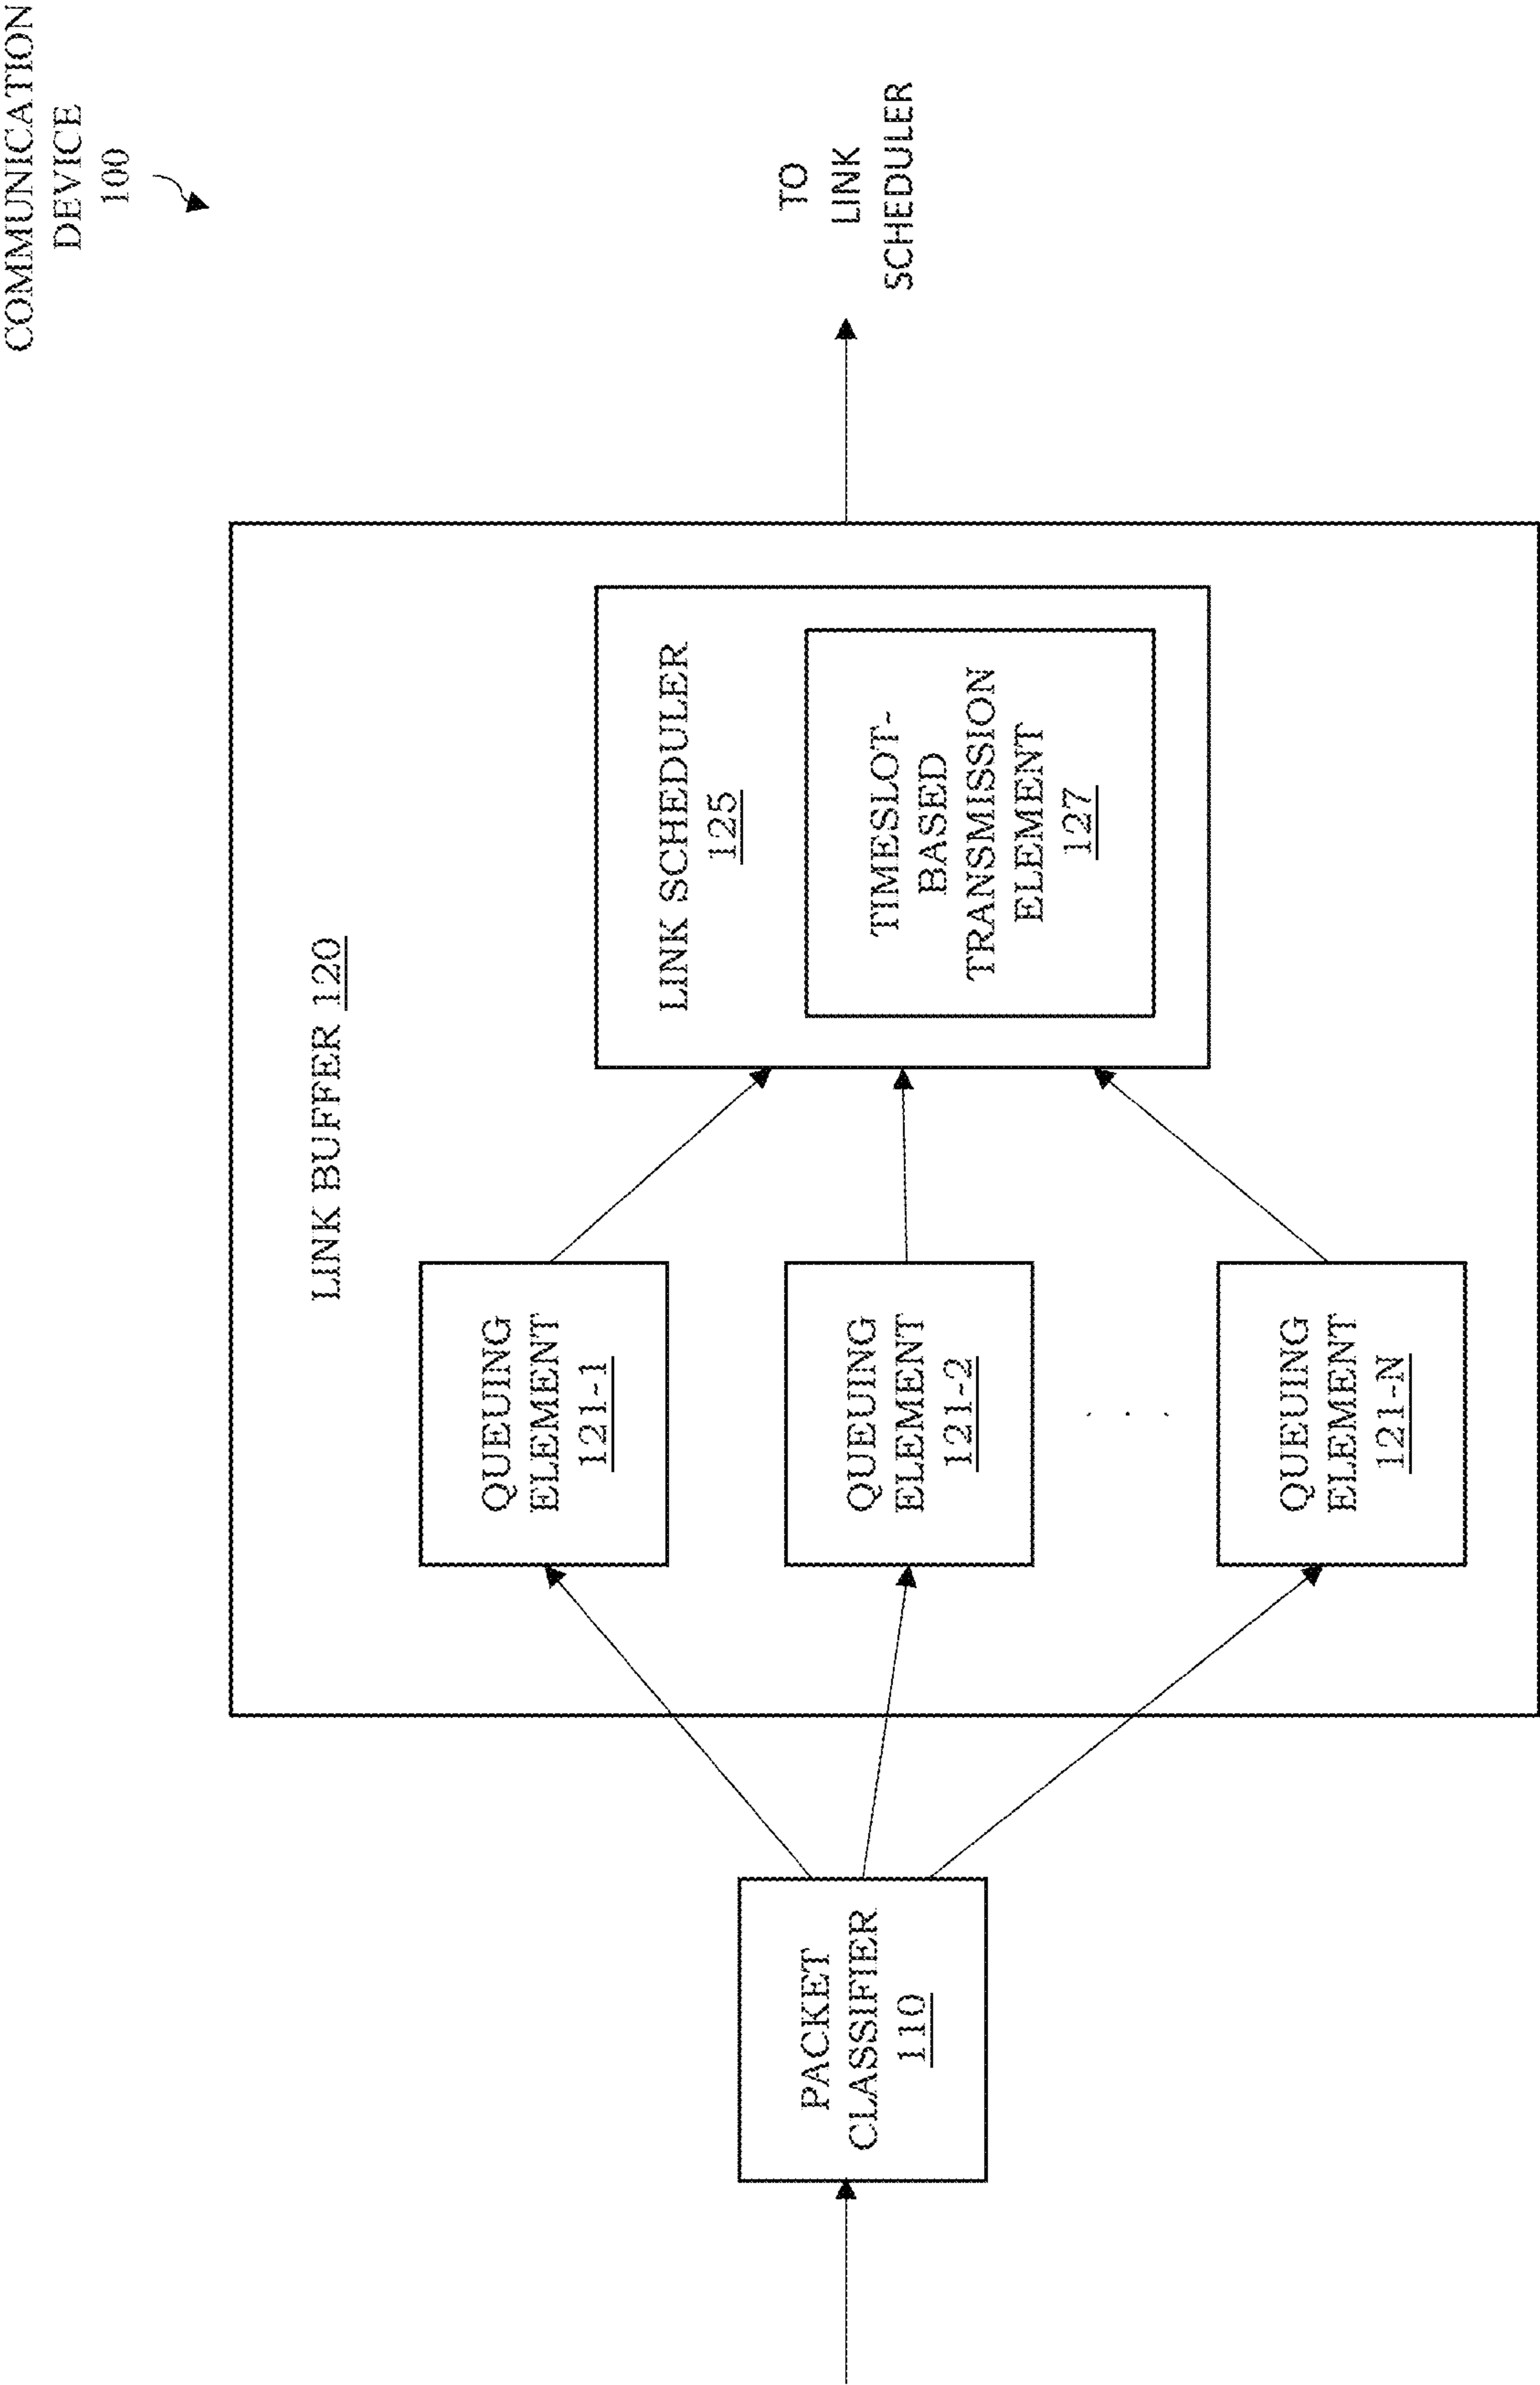 COMMUNICATION
DEVICE
100
LINK BUFFER 120
PACKET
CLASSIFIER
110
QUEUING
ELEMENT
121-1
QUEUING
ELEMENT
121-2
. . .
QUEUING
ELEMENT
121-N
LINK SCHEDULER
125
TIMESLOT-
BASED
TRANSMISSION
ELEMENT
127
TO
LINK
SCHEDULER